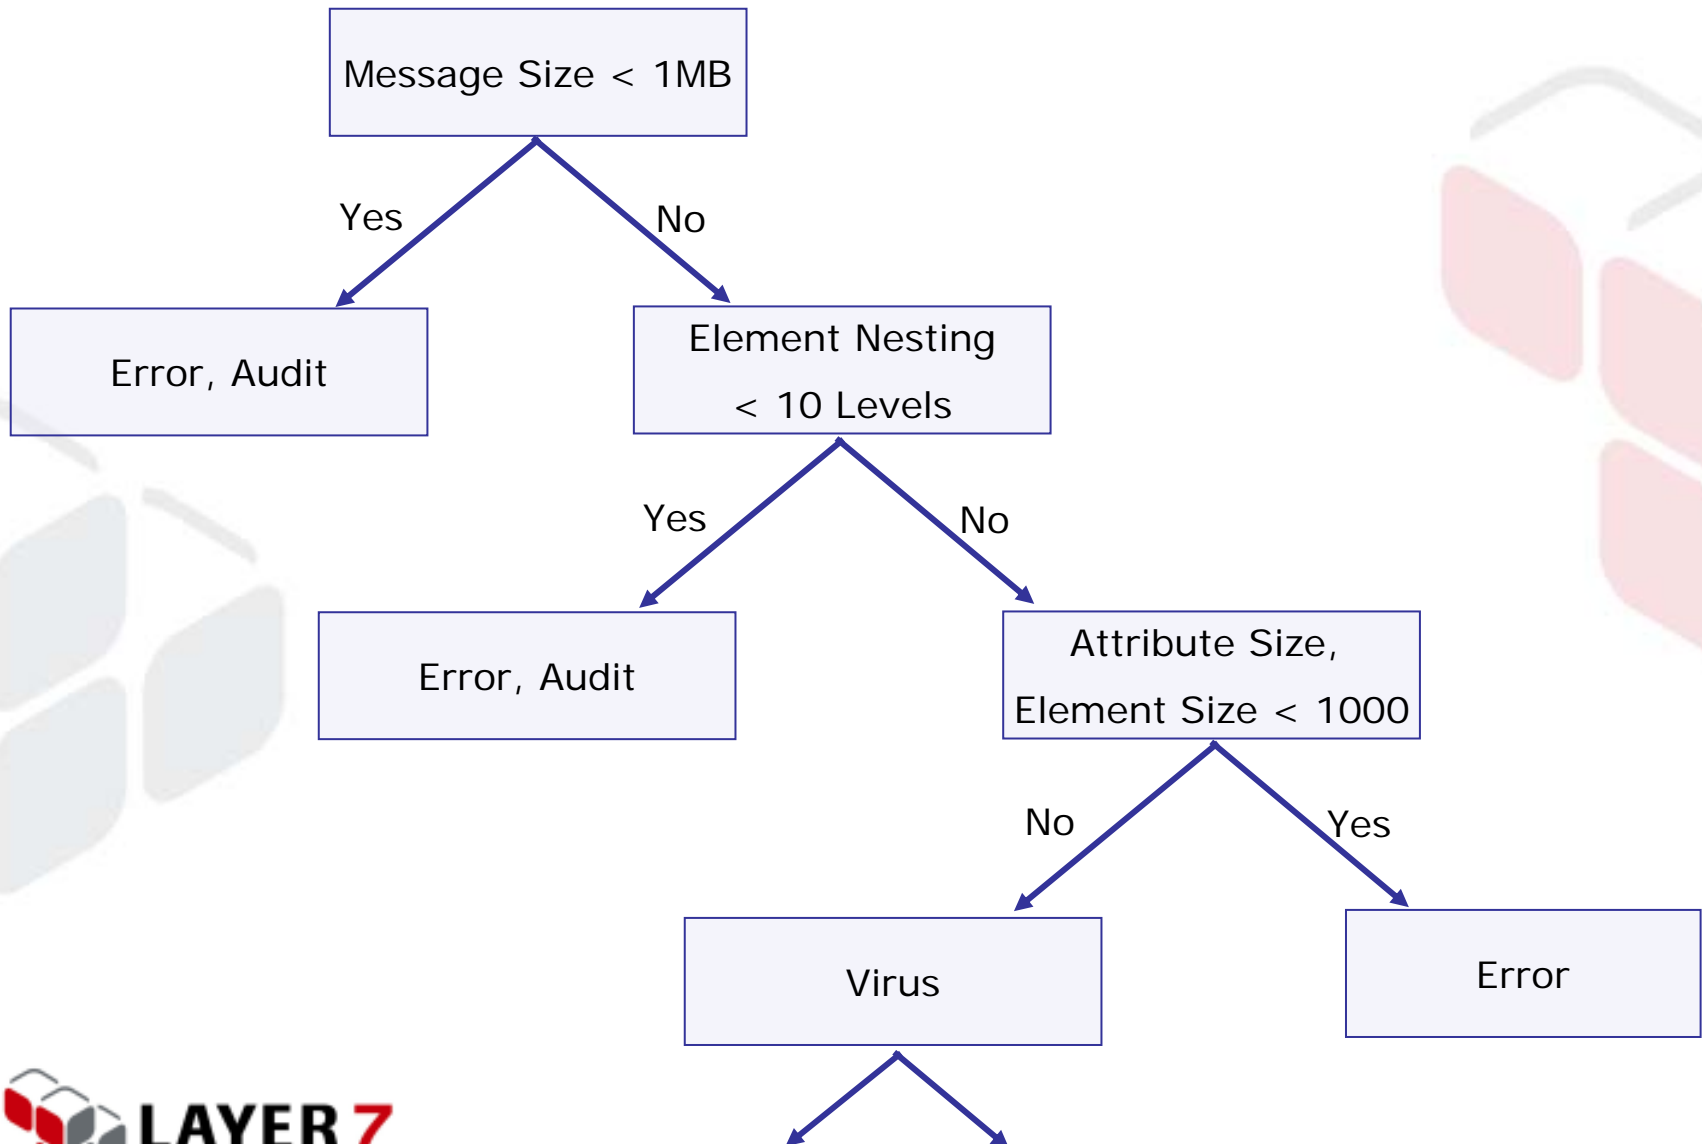 Message Size < 1MB
Yes
No
Error, Audit
Element Nesting
< 10 Levels
Yes
No
Error, Audit
Attribute Size,
Element Size < 1000
No
Yes
Virus
Error
LAYER 7